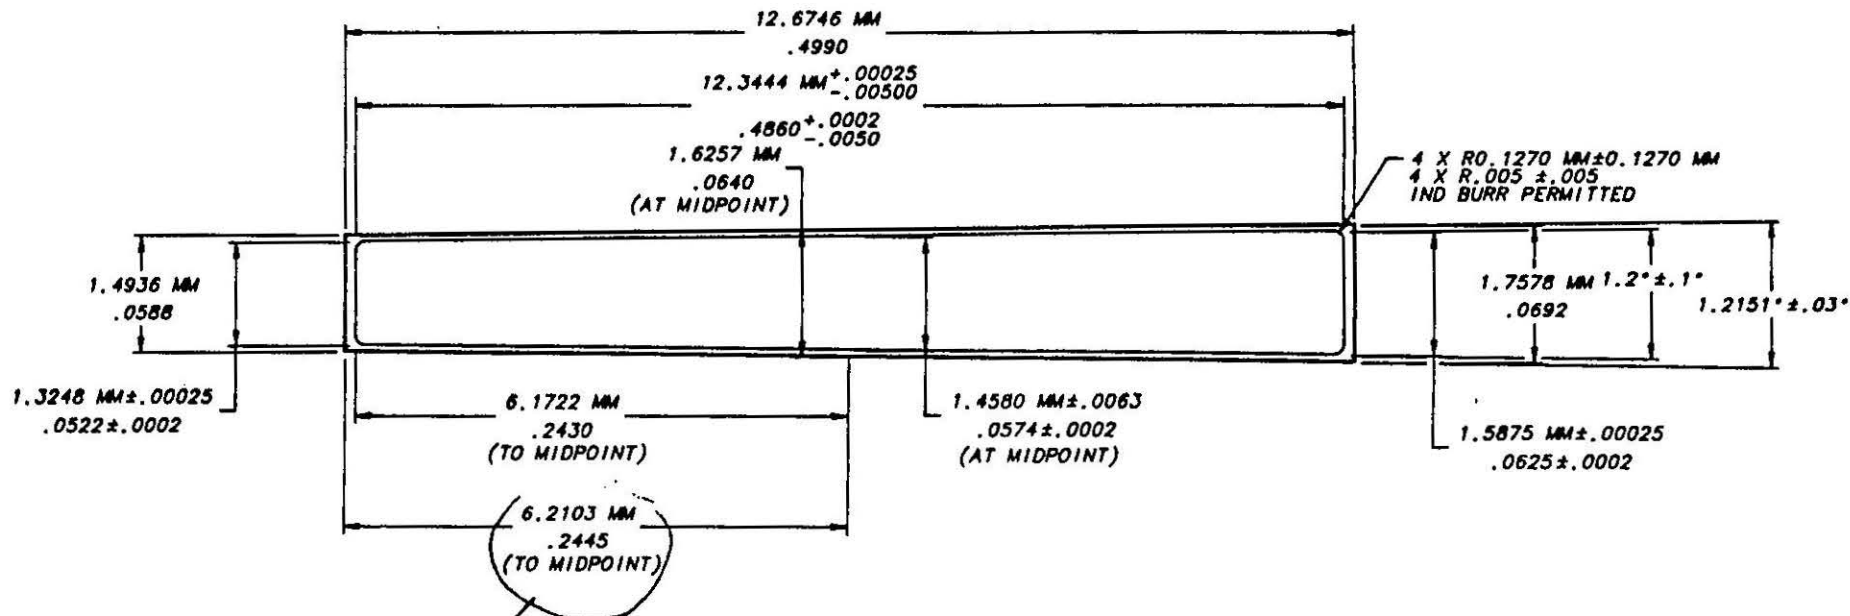 12.6746 MM
.4990
12.3444 MM +.00025
-.00500
.4860 +.0002
-.0050
1.6257 MM
.0640
(AT MIDPOINT)
4 X R0.1270 MM±0.1270 MM
4 X R.005 ±.005
IND BURR PERMITTED
1.4936 MM
.0588
1.7578 MM
.0692
1.2°±.1°
1.2151°±.03°
1.3248 MM±.00025
.0522±.0002
6.1722 MM
.2430
(TO MIDPOINT)
1.4580 MM±.0063
.0574±.0002
(AT MIDPOINT)
1.5875 MM±.00025
.0625±.0002
6.2103 MM
.2445
(TO MIDPOINT)